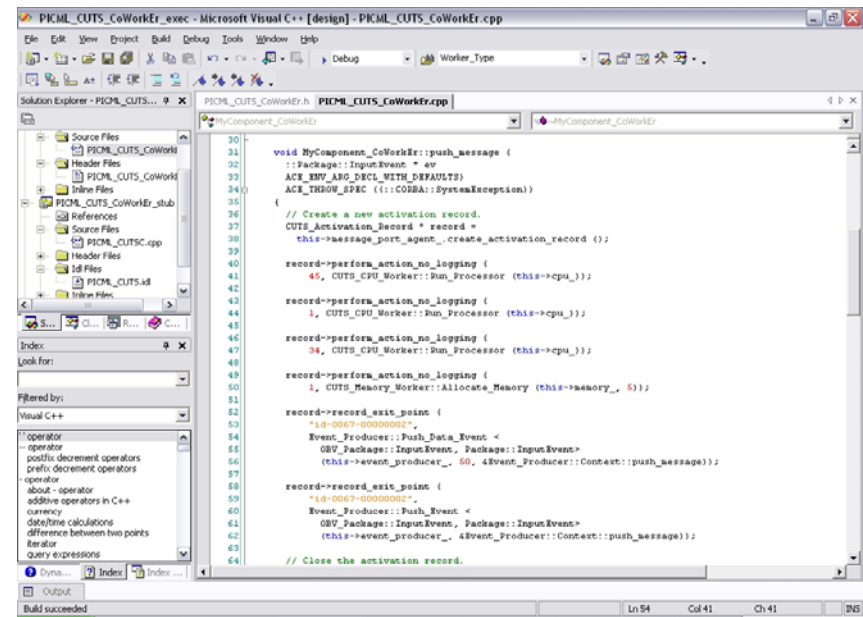 PICML_CUTS_CoWorkEr_exec - Microsoft Visual C++ [design] - PICML_CUTS_CoWorkEr.cpp
File Edit View Project Build Debug Tools Window Help
Debug Worker_Type
Solution Explorer - PICML_CUTS...
PICML_CUTS_CoWorkEr.h PICML_CUTS_CoWorkEr.cpp
MyComponent_CoWorkEr ~MyComponent_CoWorkEr
Source Files
PICML_CUTS_CoWorkl
Header Files
PICML_CUTS_CoWorkl
Inline Files
PICML_CUTS_CoWorkEr_stub
References
Source Files
PICML_CUTSC.cpp
Header Files
Idl Files
PICML_CUTS.idl
Inline Files
S... Cl... R... C...
Index
Look for:
Filtered by:
Visual C++
'' operator
-- operator
postfix decrement operators
prefix decrement operators
- operator
about - operator
additive operators in C++
currency
date/time calculations
difference between two points
iterator
query expressions
Dyna... Index Index ...
30
31 void MyComponent_CoWorkEr::push_message (
32 ::Package::InputEvent * ev
33 ACE_ENV_ARG_DECL_WITH_DEFAULTS)
34 ACE_THROW_SPEC ((::CORBA::SystemException))
35 {
36 // Create a new activation record.
37 CUTS_Activation_Record * record =
38 this->message_port_agent_.create_activation_record ();
39
40 record->perform_action_no_logging (
41 45, CUTS_CPU_Worker::Run_Processor (this->cpu_));
42
43 record->perform_action_no_logging (
44 1, CUTS_CPU_Worker::Run_Processor (this->cpu_));
45
46 record->perform_action_no_logging (
47 34, CUTS_CPU_Worker::Run_Processor (this->cpu_));
48
49 record->perform_action_no_logging (
50 1, CUTS_Memory_Worker::Allocate_Memory (this->memory_, 5));
51
52 record->record_exit_point (
53 "id-0067-00000002",
54 Event_Producer::Push_Data_Event <
55 OBV_Package::InputEvent, Package::InputEvent>
56 (this->event_producer_, 50, &Event_Producer::Context::push_message));
57
58 record->record_exit_point (
59 "id-0067-00000002",
60 Event_Producer::Push_Event <
61 OBV_Package::InputEvent, Package::InputEvent>
62 (this->event_producer_, &Event_Producer::Context::push_message));
63
64 // Close the activation record.
Output
Build succeeded Ln 54 Col 41 Ch 41 INS